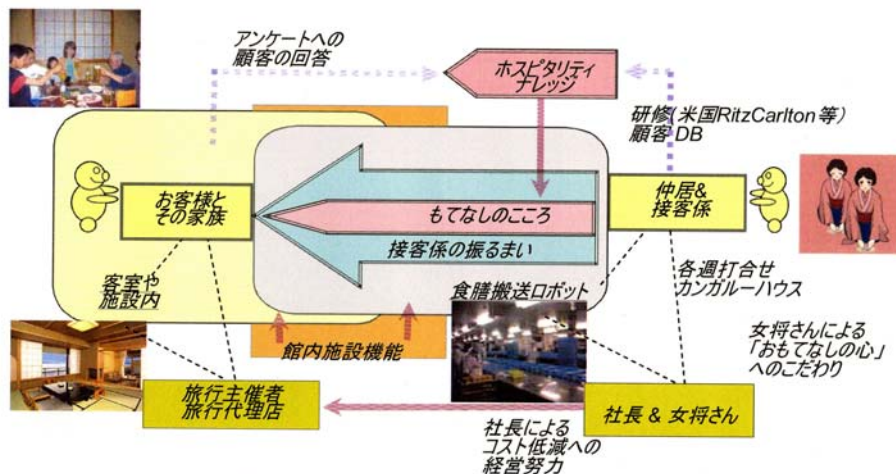 アンケートへの
顧客の回答
ホスピタリティ
ナレッジ
研修(米国RitzCarlton等)
顧客 DB
お客様と
その家族
もてなしのこころ
接客係の振るまい
仲居&
接客係
客室や
施設内
食膳搬送ロボット
各週打合せ
カンガルーハウス
館内施設機能
女将さんによる
「おもてなしの心」
へのこだわり
旅行主催者
旅行代理店
社長 & 女将さん
社長による
コスト低減への
経営努力